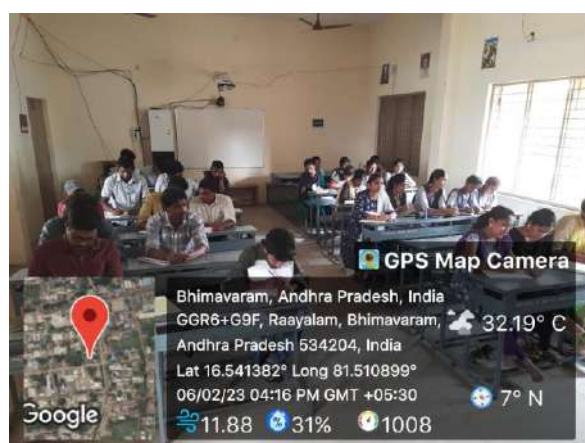 GPS Map Camera
Bhimavaram, Andhra Pradesh, India
GGR6+G9F, Raayalam, Bhimavaram,
Andhra Pradesh 534204, India
32.19° C
Lat 16.541382° Long 81.510899°
06/02/23 04:16 PM GMT +05:30
7° N
Google
11.88
31%
1008